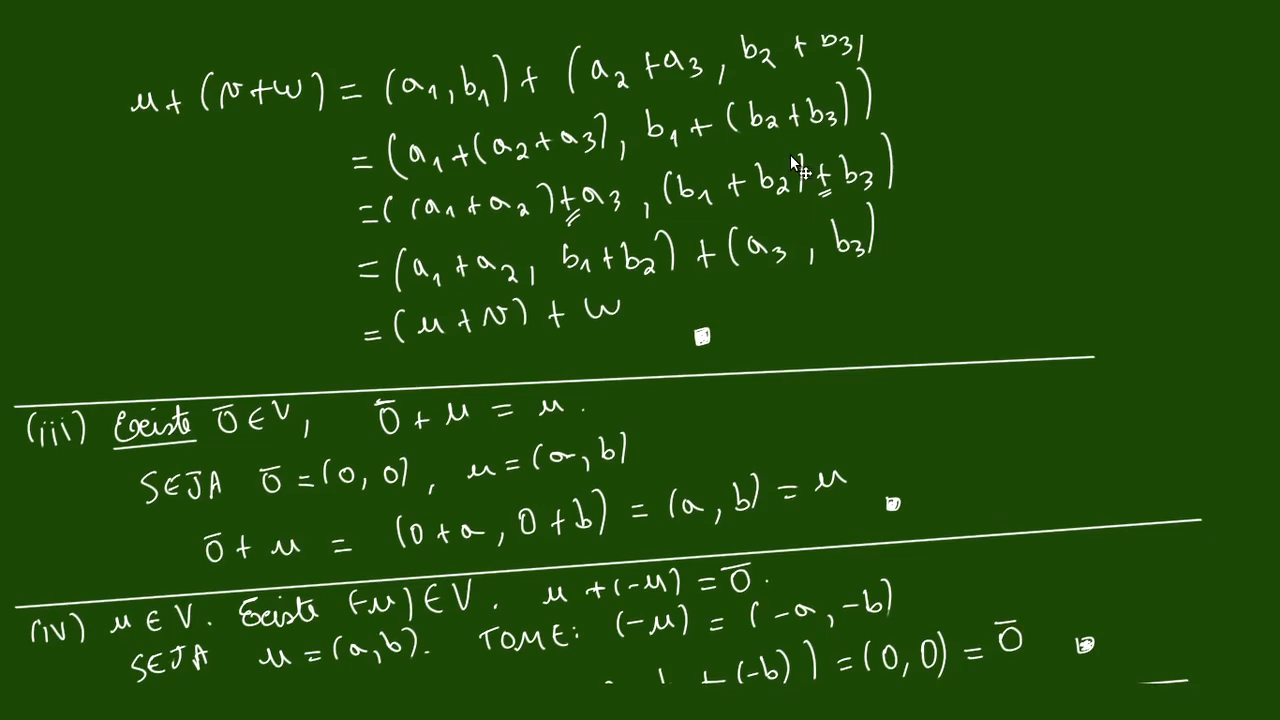 u + (v + w) = (a1, b1) + (a2 + a3, b2 + b3)
= (a1 + (a2 + a3), b1 + (b2 + b3))
= ((a1 + a2) + a3, (b1 + b2) + b3)
= (a1 + a2, b1 + b2) + (a3, b3)
= (u + v) + w
(iii) Existe 0̄ ∈ V, 0̄ + u = u.
SEJA 0̄ = (0, 0), u = (a, b)
0̄ + u = (0 + a, 0 + b) = (a, b) = u
(iv) u ∈ V. Existe (-u) ∈ V. u + (-u) = 0̄.
SEJA u = (a, b). TOME: (-u) = (-a, -b)
+ (-b)) = (0, 0) = 0̄